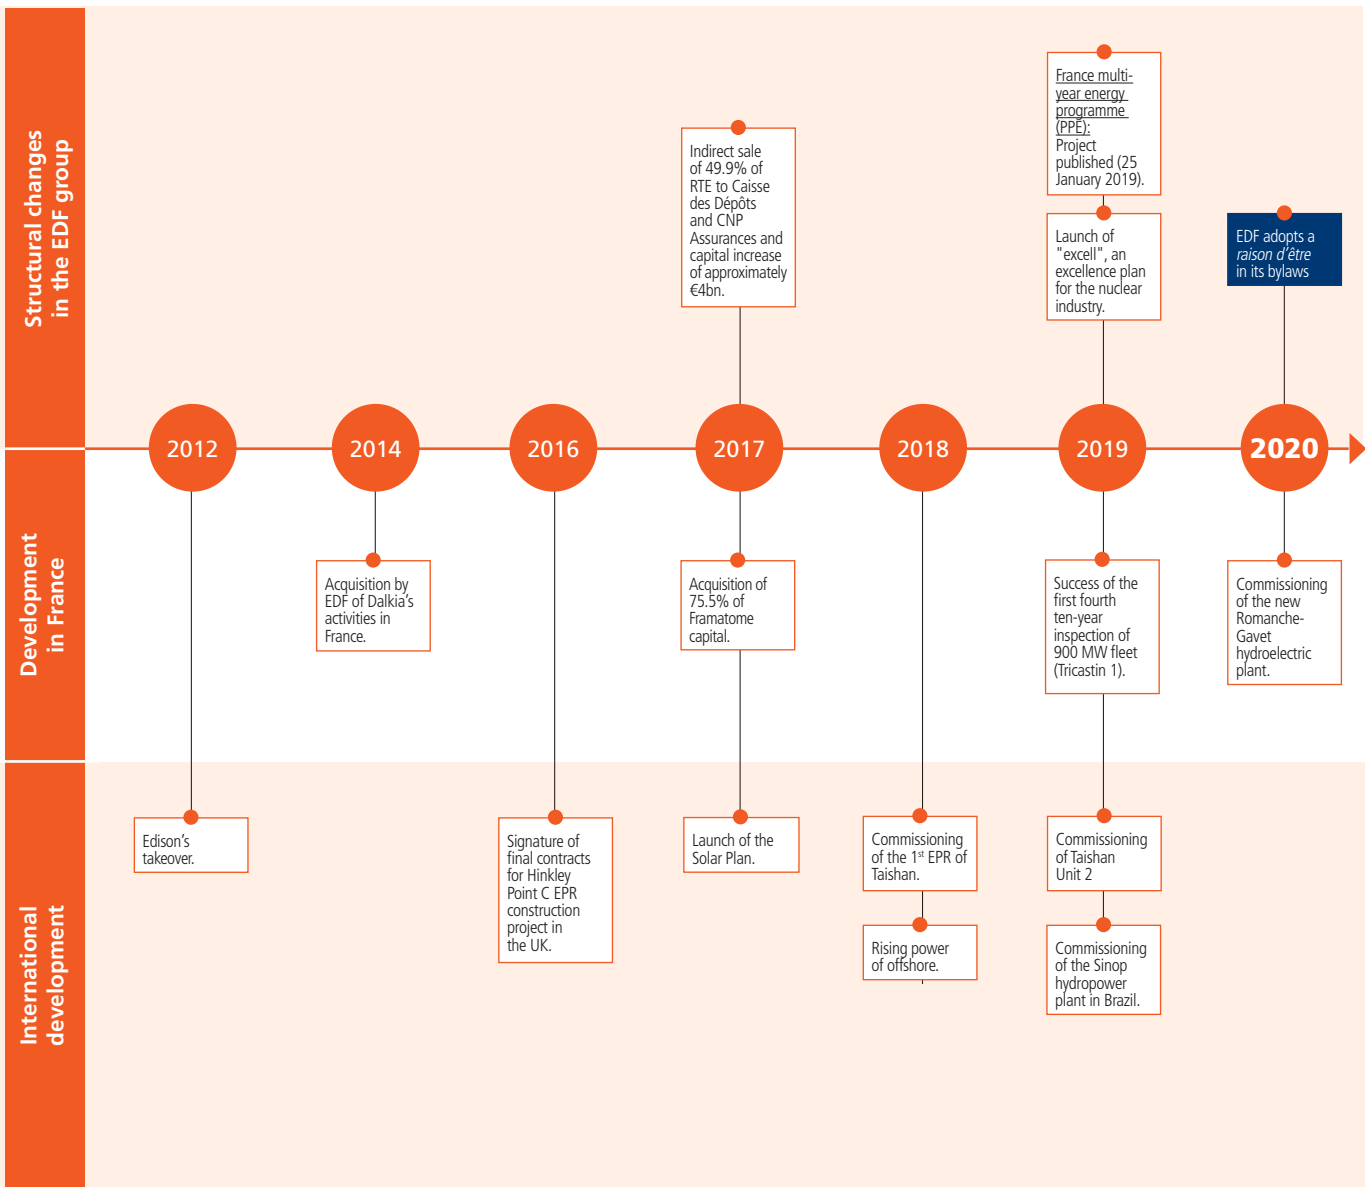 Structural changes
in the EDF group
France multi-
year energy
programme
(PPE):
Project
published (25
January 2019).
Indirect sale
of 49.9% of
RTE to Caisse
des Dépôts
and CNP
Assurances and
capital increase
of approximately
€4bn.
Launch of
"excell", an
excellence plan
for the nuclear
industry.
EDF adopts a
raison d’être
in its bylaws
2012
2014
2016
2017
2018
2019
2020
Development
in France
Acquisition by
EDF of Dalkia’s
activities in
France.
Acquisition of
75.5% of
Framatome
capital.
Success of the
first fourth
ten-year
inspection of
900 MW fleet
(Tricastin 1).
Commissioning
of the new
Romanche-
Gavet
hydroelectric
plant.
International
development
Edison’s
takeover.
Signature of
final contracts
for Hinkley
Point C EPR
construction
project in
the UK.
Launch of the
Solar Plan.
Commissioning
of the 1st EPR of
Taishan.
Rising power
of offshore.
Commissioning
of Taishan
Unit 2
Commissioning
of the Sinop
hydropower
plant in Brazil.